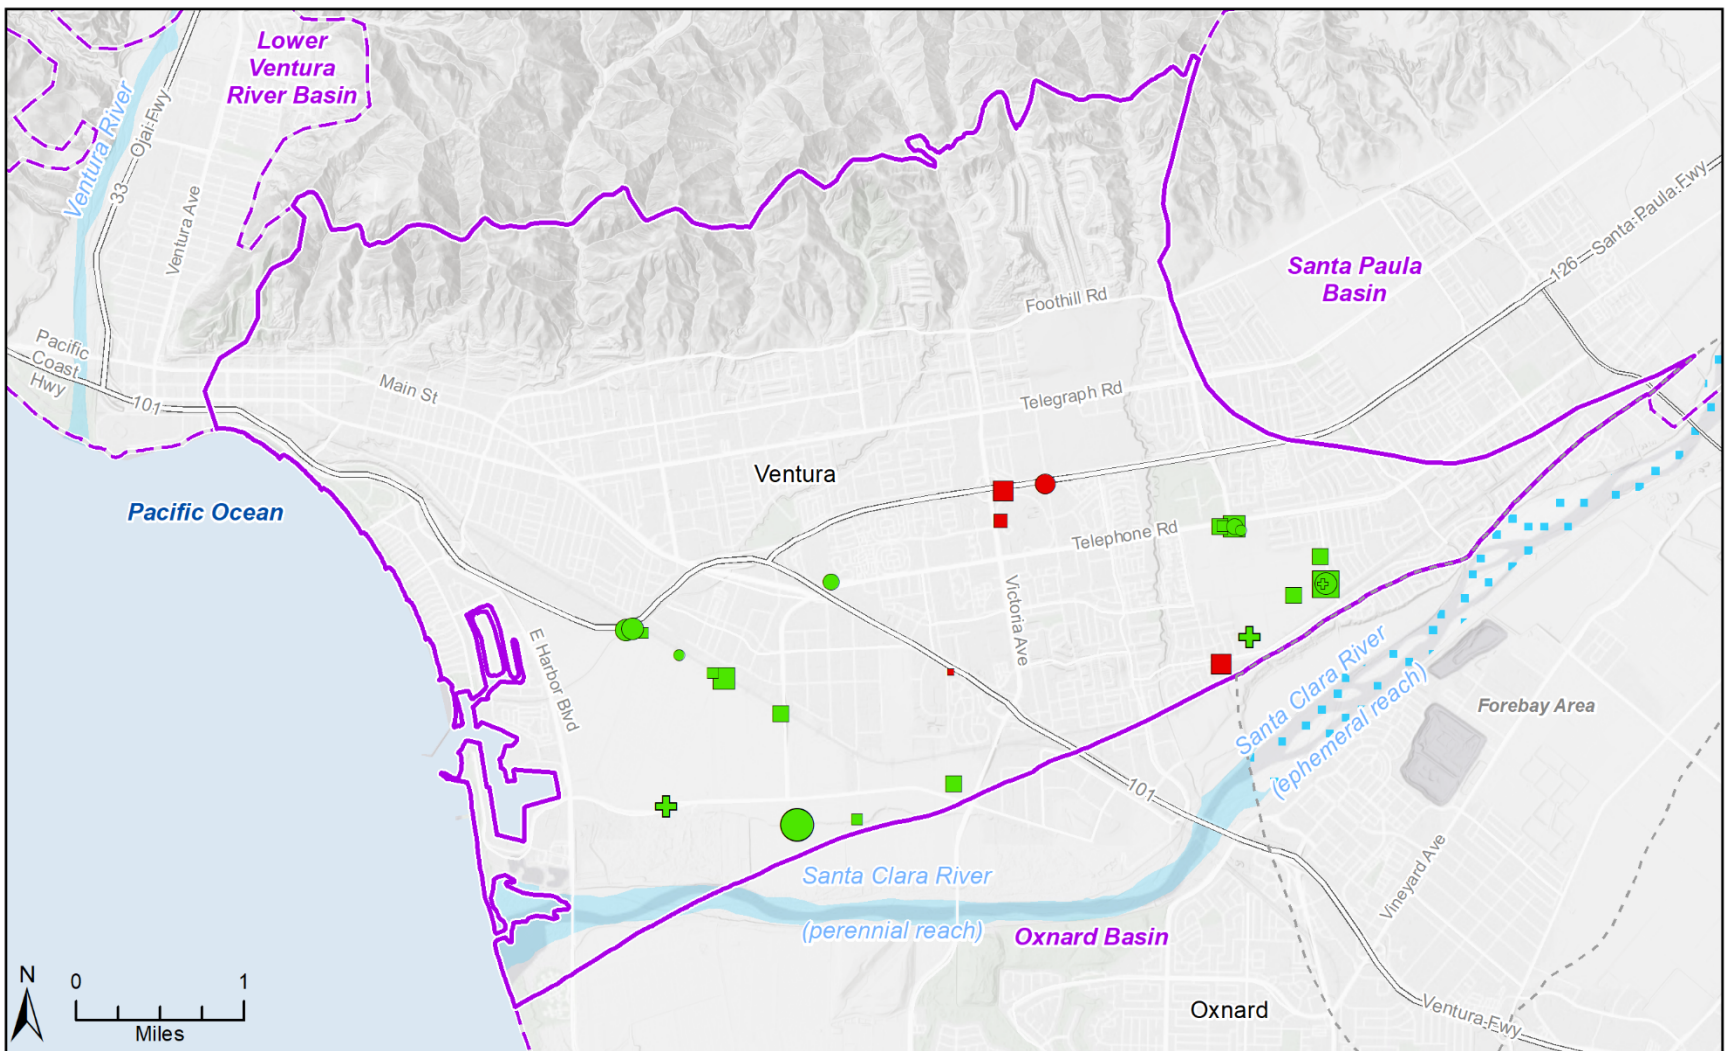 Lower
Ventura
River Basin
Ventura River
33
Ojai Fwy
Ventura Ave
Santa Paula
Basin
126
Santa Paula Fwy
Foothill Rd
Pacific
Coast
Hwy
101
Main St
Telegraph Rd
Ventura
Pacific Ocean
Telephone Rd
Victoria Ave
E Harbor Blvd
Santa Clara River
(ephemeral reach)
Forebay Area
101
Vineyard Ave
Santa Clara River
(perennial reach)
Oxnard Basin
Oxnard
Ventura Fwy
N
0 1
Miles